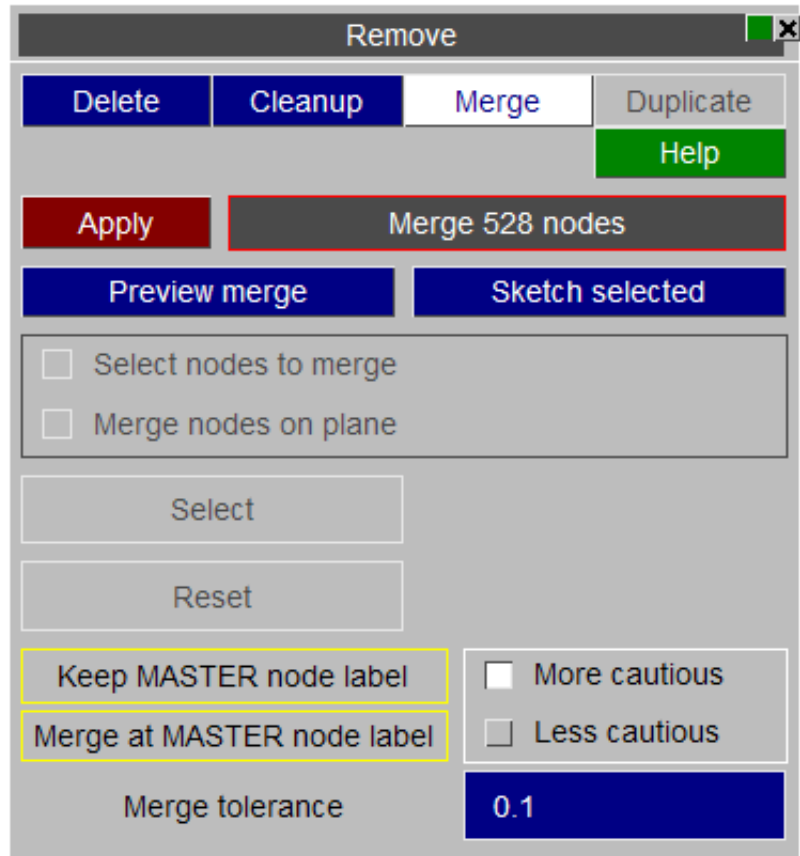 Remove
Delete Cleanup Merge Duplicate
Help
Apply Merge 528 nodes
Preview merge Sketch selected
Select nodes to merge
Merge nodes on plane
Select
Reset
Keep MASTER node label More cautious
Merge at MASTER node label Less cautious
Merge tolerance 0.1